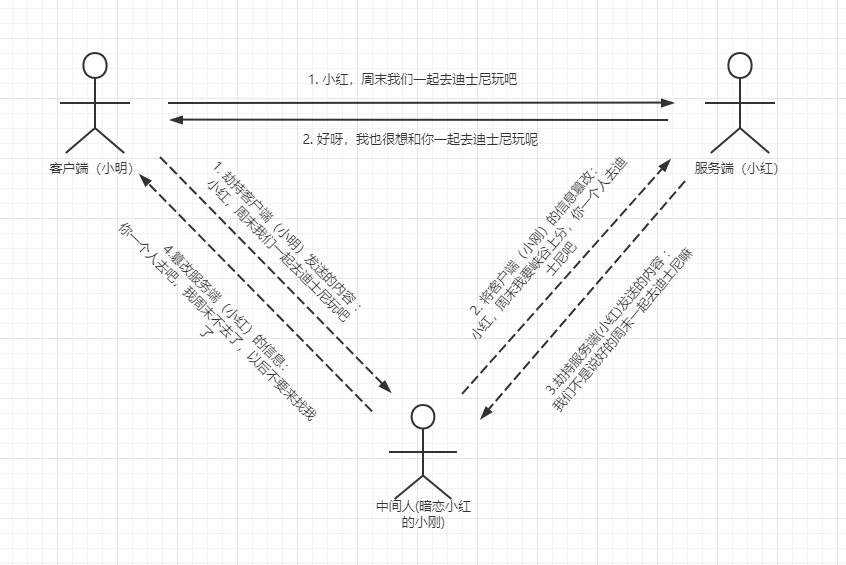 1. 小红，周末我们一起去迪士尼玩吧
2. 好呀，我也很想和你一起去迪士尼玩呢
客户端（小明）
服务端（小红）
1. 劫持客户端（小明）发送的内容：
小红，周末我们一起去迪士尼玩吧
4.篡改服务端（小红）的信息：
你一个人去吧，我周末不去了，以后不要来找我
了
2. 将客户端（小刚）的信息篡改：
小红，周末我要峡谷上分，你一个人去迪
士尼吧
3.劫持服务端(小红)发送的内容：
我们不是说好的周末一起去迪士尼嘛
中间人(暗恋小红
的小刚)